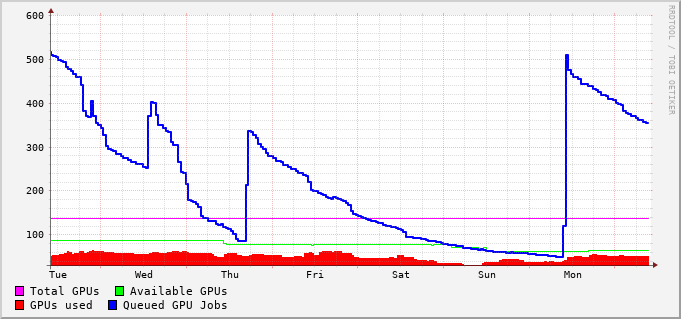 600
500
400
300
200
100
Tue Wed Thu Fri Sat Sun Mon
Total GPUs Available GPUs
GPUs used Queued GPU Jobs
RRDTOOL / TOBI OETIKER